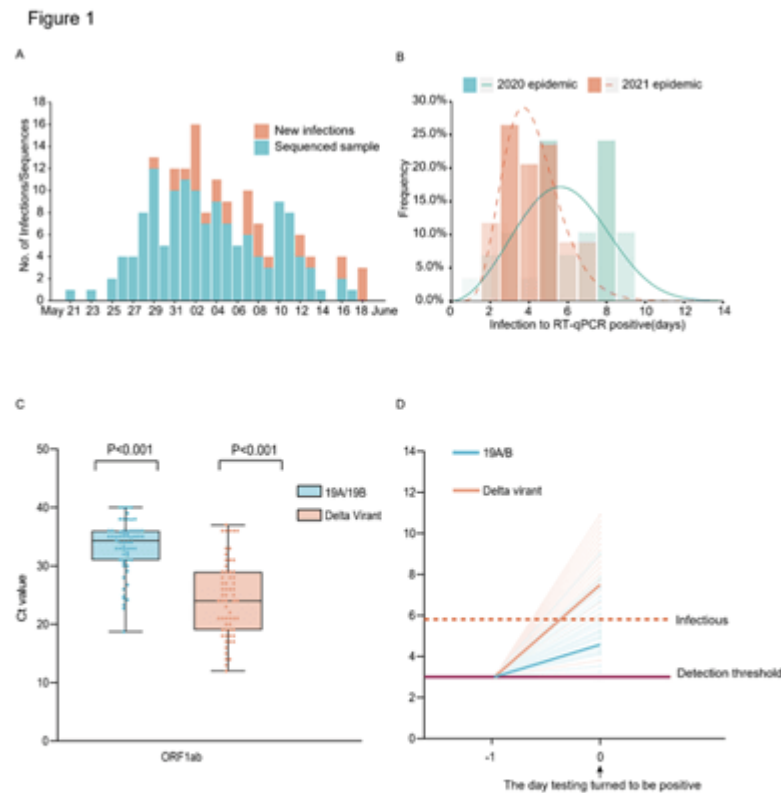 Figure 1
A
18
16
14
12
10
8
6
4
2
0
No. of Infections/Sequences
New infections
Sequenced sample
May 21 23 25 27 29 31 02 04 06 08 10 12 14 16 18 June
B
2020 epidemic
2021 epidemic
30.0%
25.0%
20.0%
15.0%
10.0%
5.0%
0.0%
Frequency
0 2 4 6 8 10 12 14
Infection to RT-qPCR positive(days)
C
50
40
30
20
10
0
Ct value
P<0.001
P<0.001
19A/19B
Delta Virant
ORF1ab
D
14
12
10
8
6
4
2
0
19A/B
Delta virant
Infectious
Detection threshold
-1 0
The day testing turned to be positive